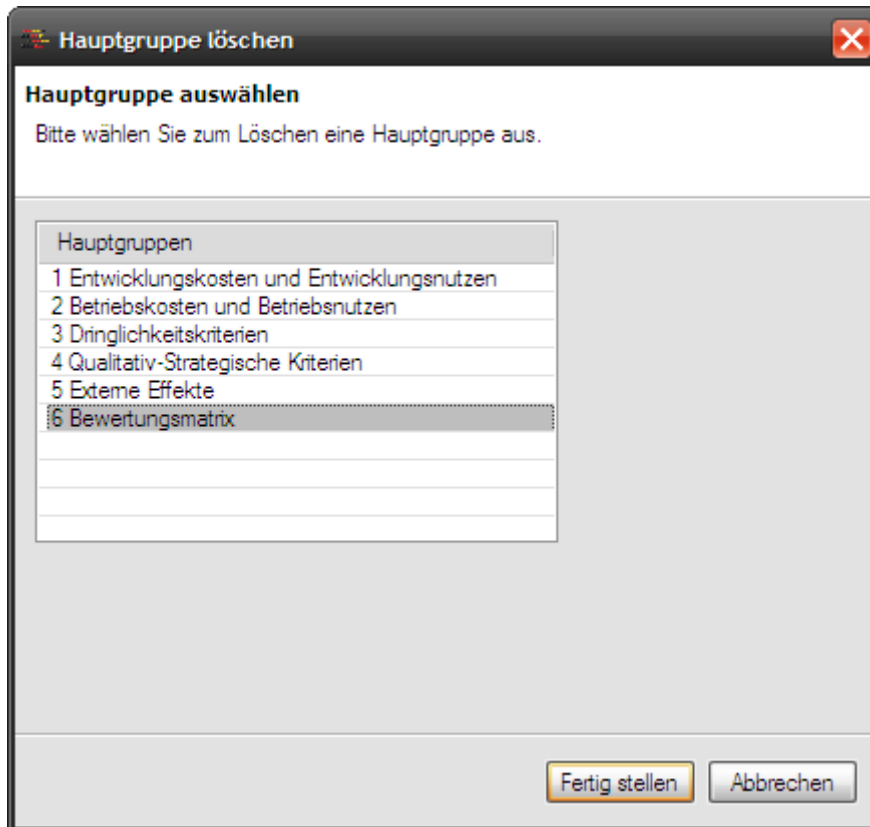 Hauptgruppe löschen
Hauptgruppe auswählen
Bitte wählen Sie zum Löschen eine Hauptgruppe aus.
Hauptgruppen
1 Entwicklungskosten und Entwicklungsnutzen
2 Betriebskosten und Betriebsnutzen
3 Dringlichkeitskriterien
4 Qualitativ-Strategische Kriterien
5 Externe Effekte
6 Bewertungsmatrix
Fertig stellen
Abbrechen